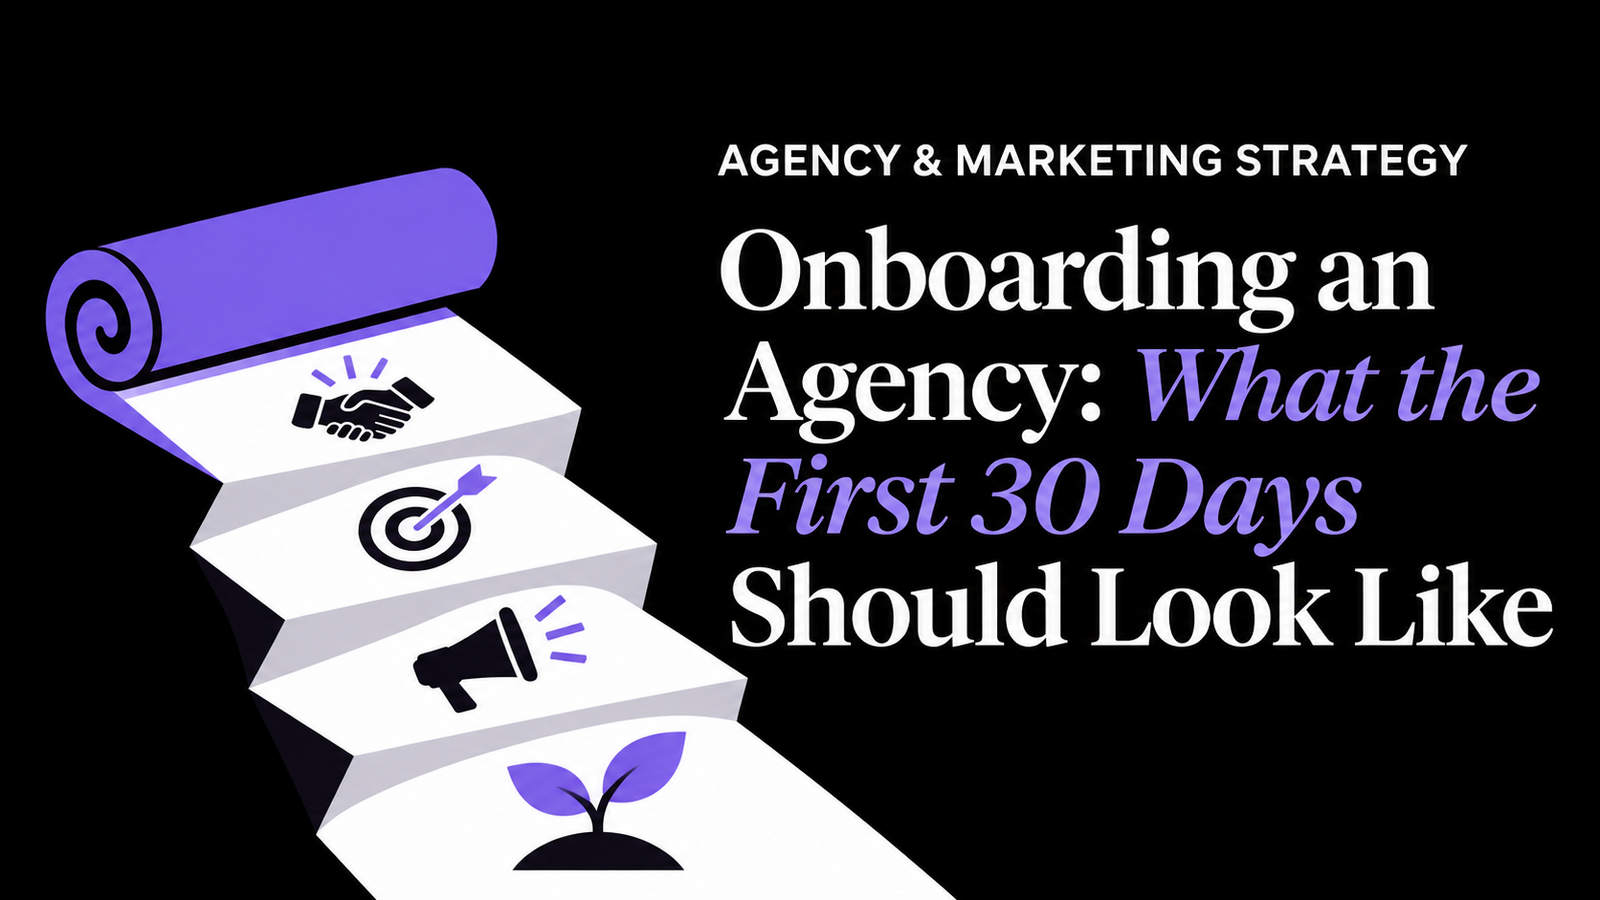 AGENCY & MARKETING STRATEGY
Onboarding an
Agency: What the
First 30 Days
Should Look Like